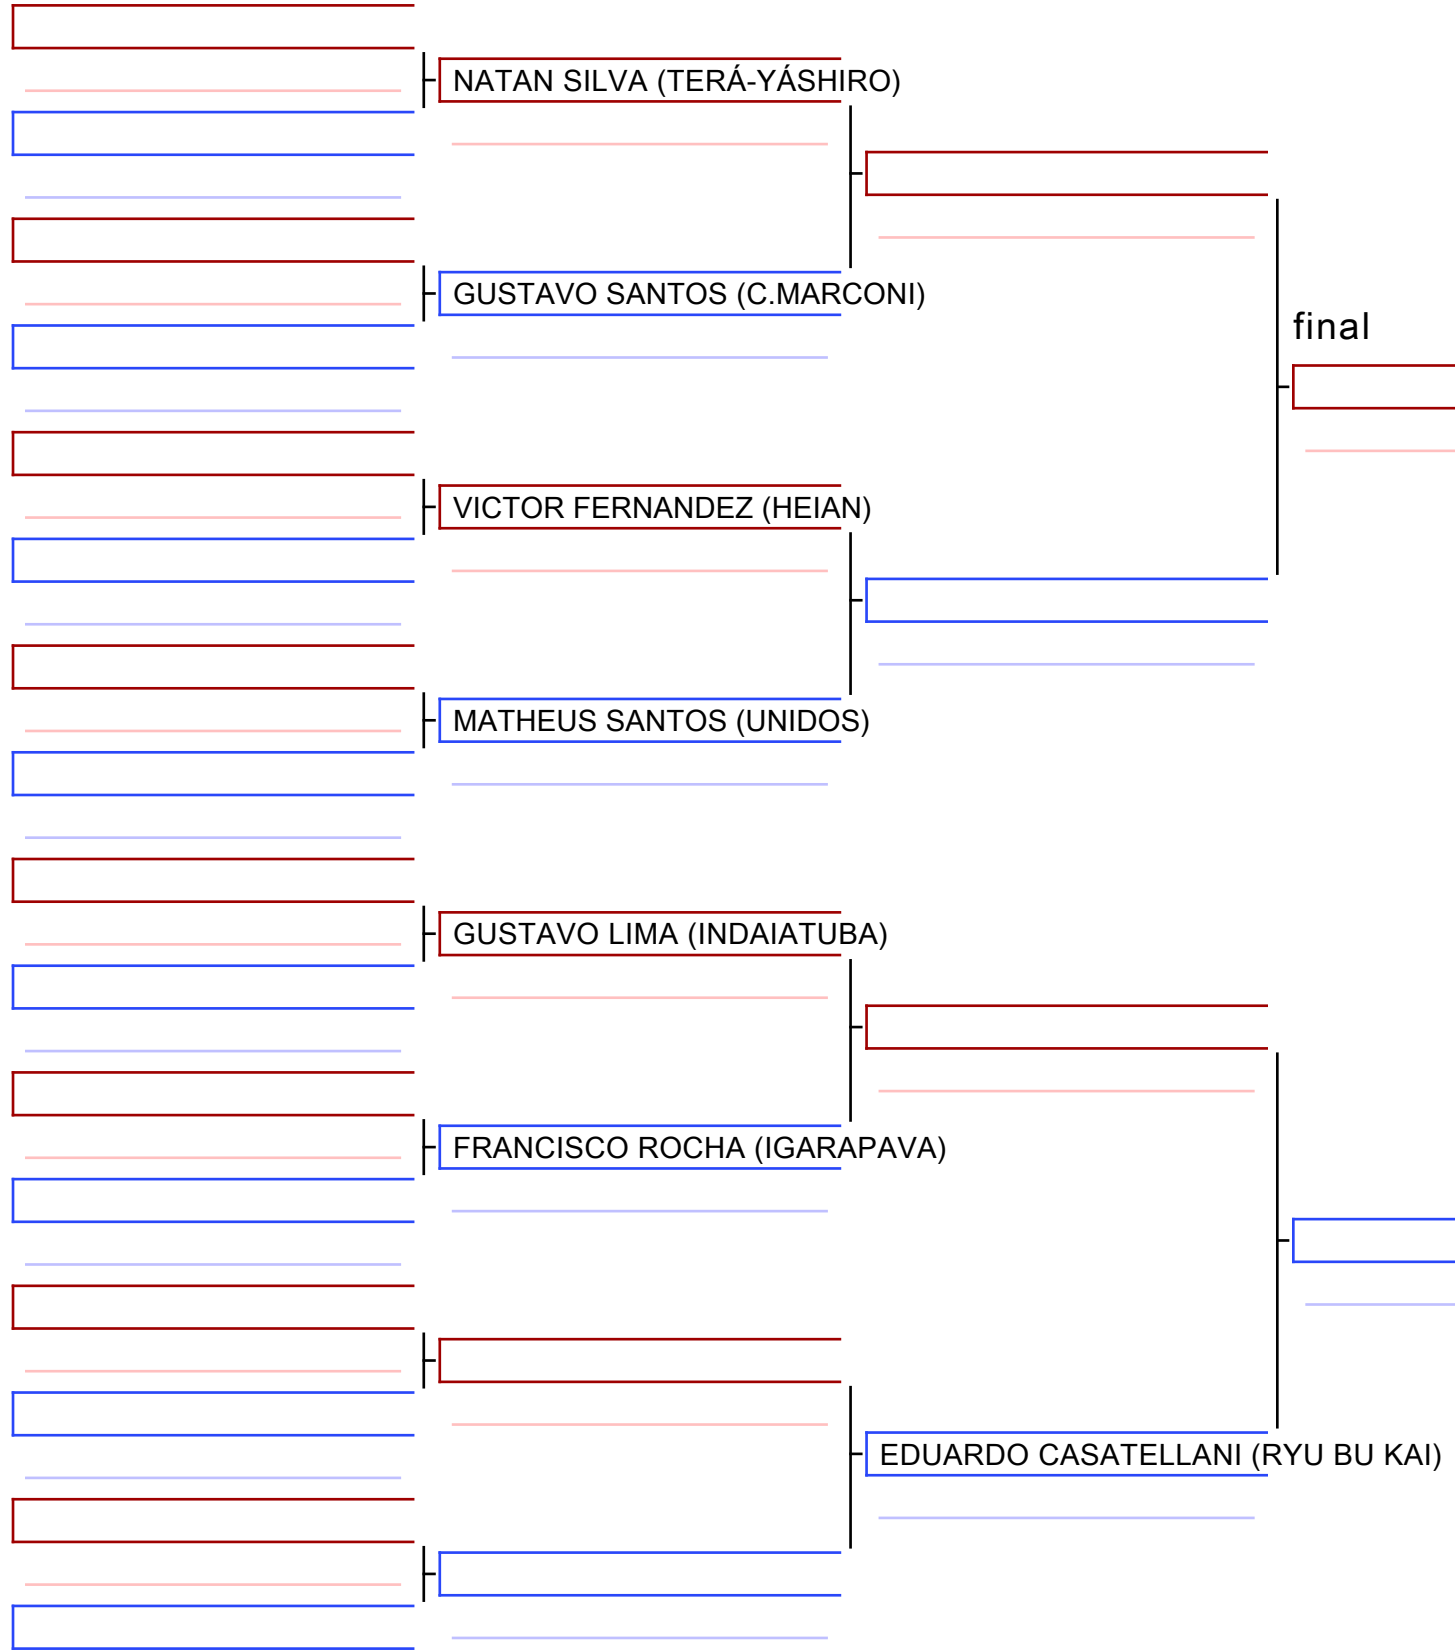 NATAN SILVA (TERÁ-YÁSHIRO)
GUSTAVO SANTOS (C.MARCONI)
final
VICTOR FERNANDEZ (HEIAN)
MATHEUS SANTOS (UNIDOS)
GUSTAVO LIMA (INDAIATUBA)
FRANCISCO ROCHA (IGARAPAVA)
EDUARDO CASATELLANI (RYU BU KAI)